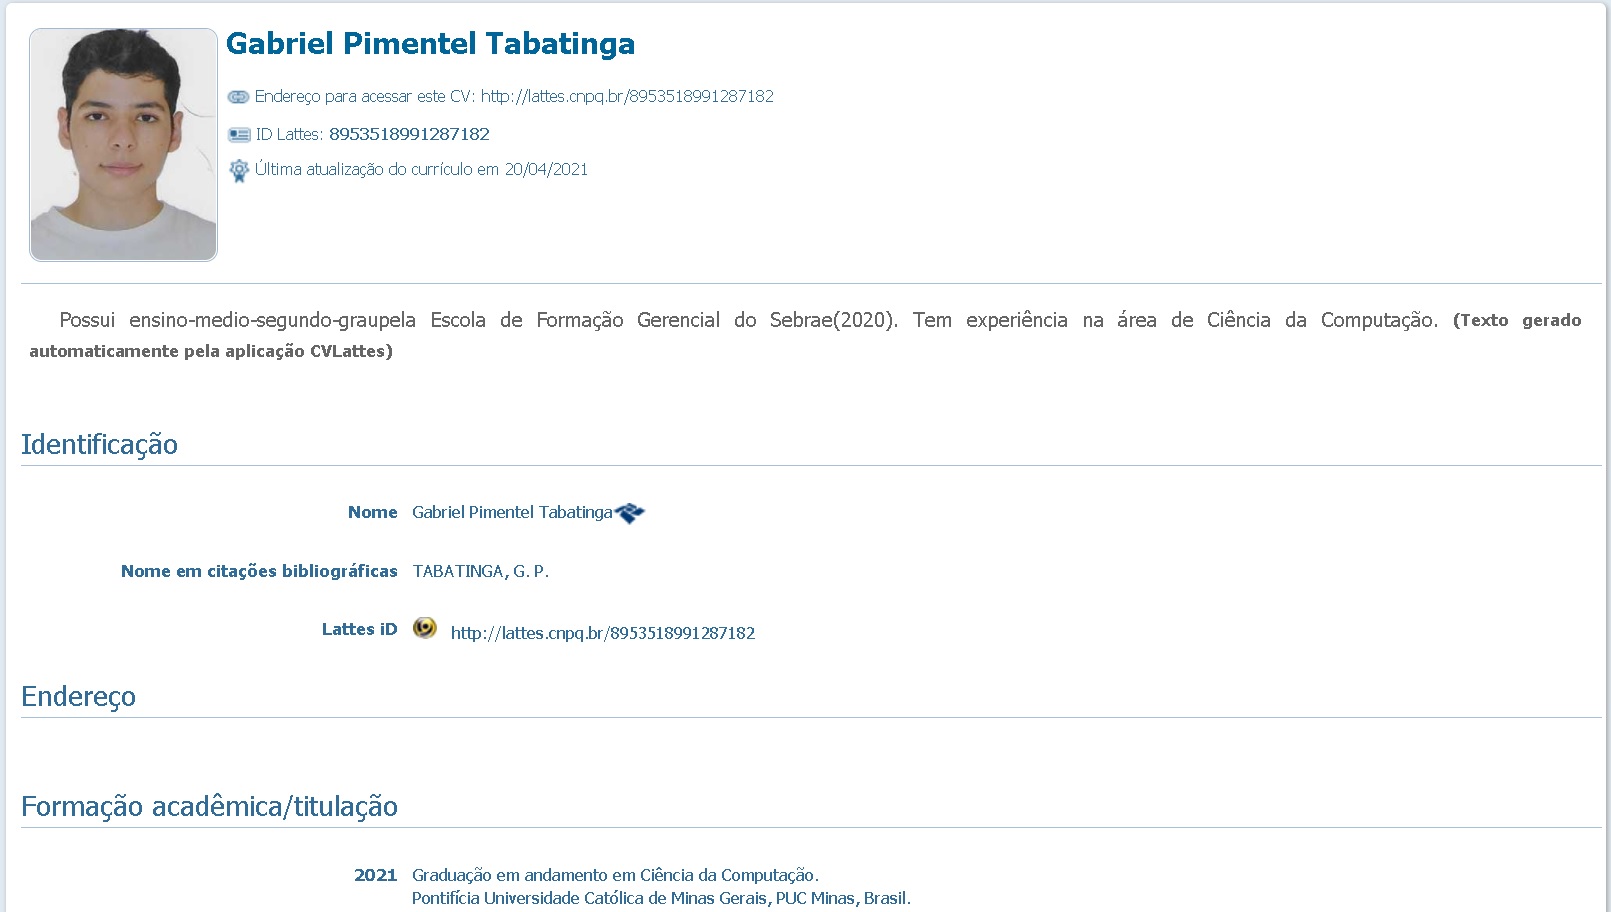 Gabriel Pimentel Tabatinga
Endereço para acessar este CV: http://lattes.cnpq.br/8953518991287182
ID Lattes: 8953518991287182
Última atualização do currículo em 20/04/2021
Possui ensino-medio-segundo-graupela Escola de Formação Gerencial do Sebrae(2020). Tem experiência na área de Ciência da Computação. (Texto gerado
automaticamente pela aplicação CVLattes)
Identificação
Nome Gabriel Pimentel Tabatinga
Nome em citações bibliográficas TABATINGA, G. P.
Lattes iD http://lattes.cnpq.br/8953518991287182
Endereço
Formação acadêmica/titulação
2021 Graduação em andamento em Ciência da Computação.
Pontifícia Universidade Católica de Minas Gerais, PUC Minas, Brasil.